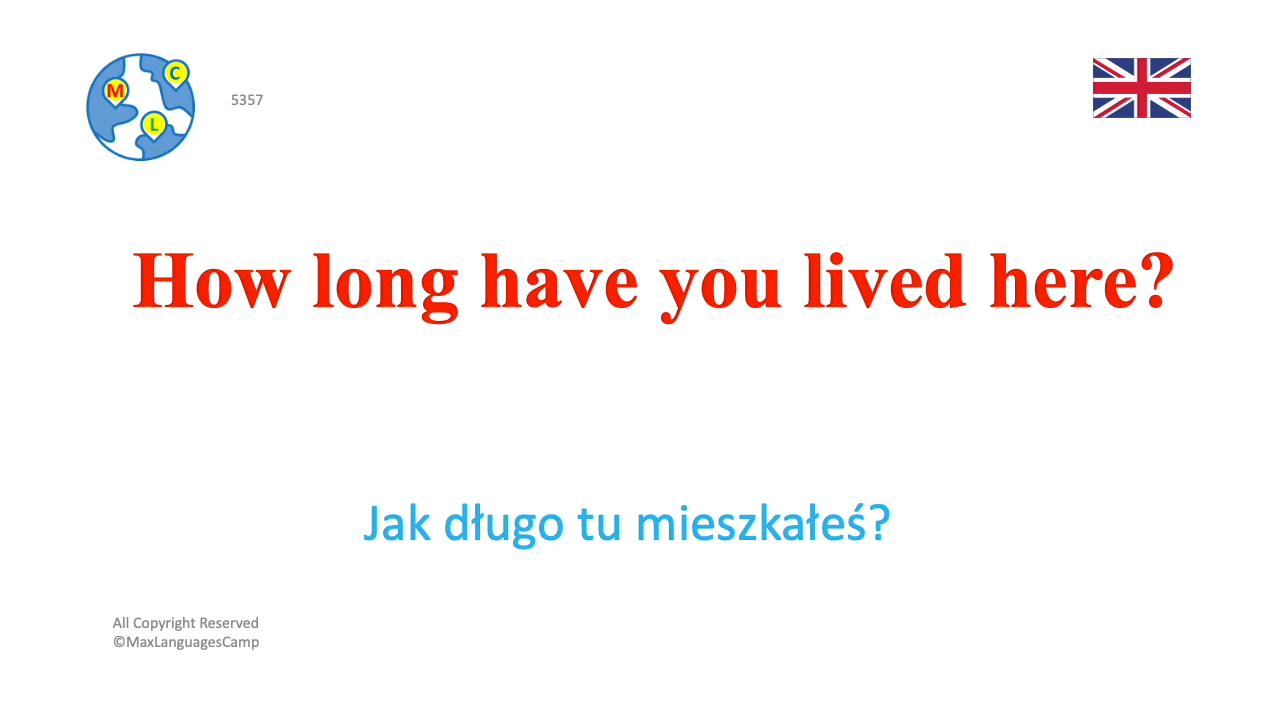 C
M
L
5357
How long have you lived here?
Jak długo tu mieszkałeś?
All Copyright Reserved
©MaxLanguagesCamp